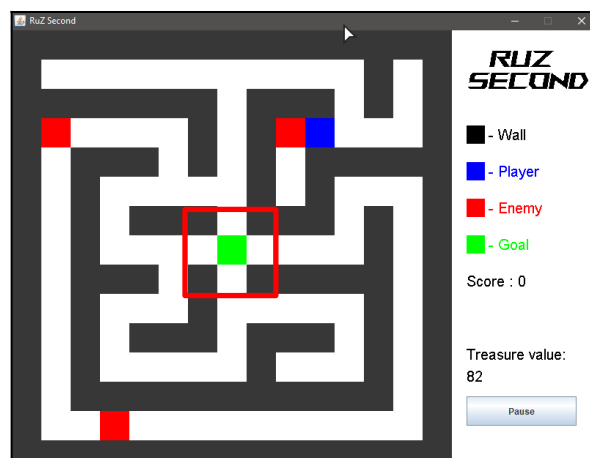 RuZ Second
RUZ
SECOND
- Wall
- Player
- Enemy
- Goal
Score : 0
Treasure value:
82
Pause